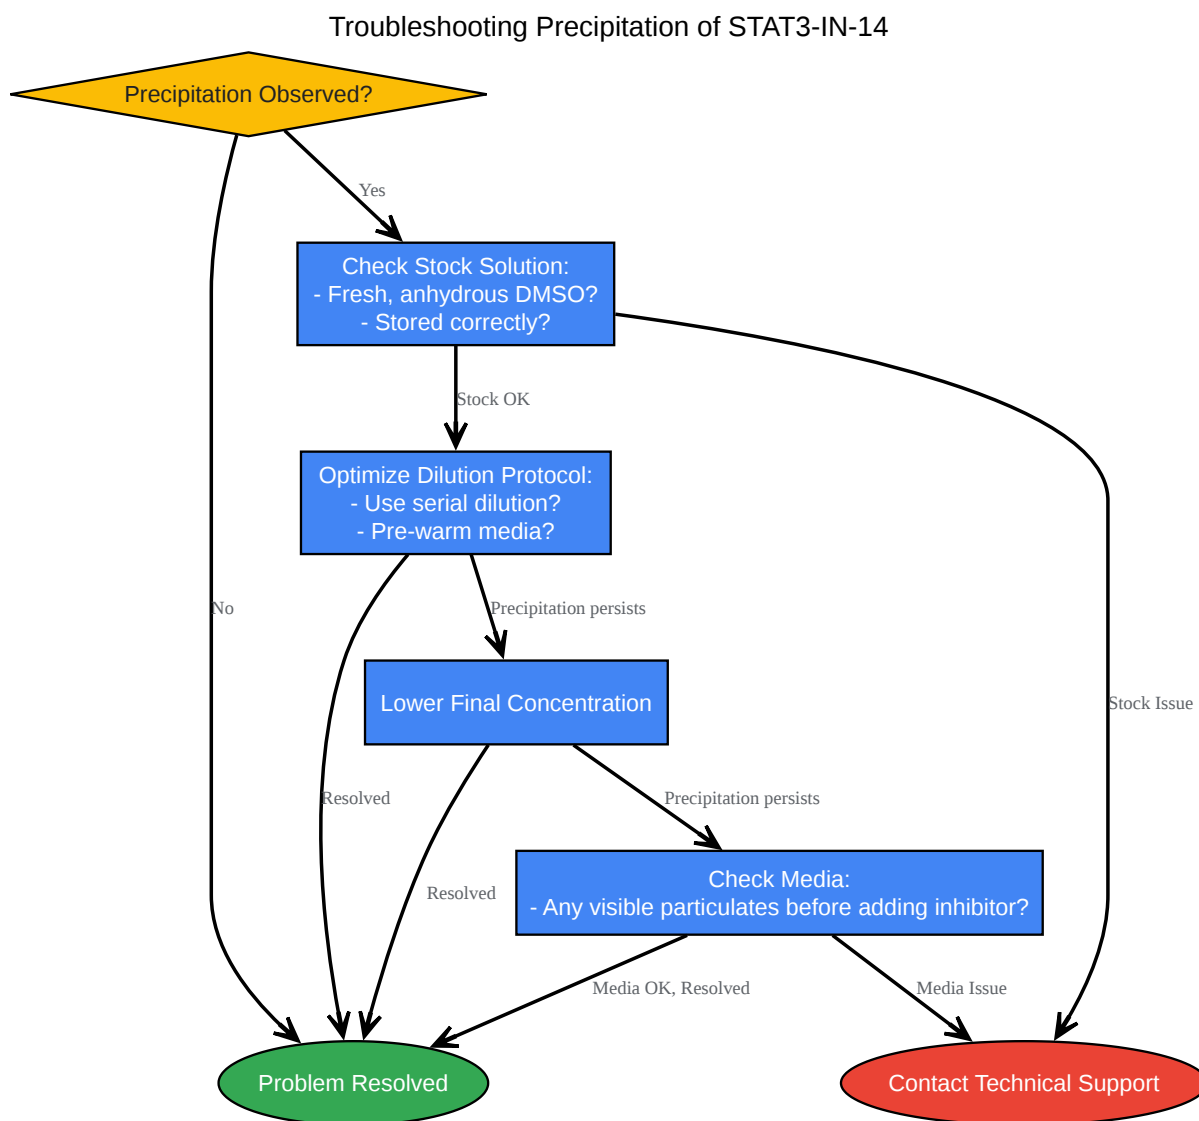 Troubleshooting Precipitation of STAT3-IN-14
Precipitation Observed?
Yes
Check Stock Solution:
- Fresh, anhydrous DMSO?
- Stored correctly?
Stock OK
Optimize Dilution Protocol:
- Use serial dilution?
- Pre-warm media?
No
Precipitation persists
Lower Final Concentration
Stock Issue
Resolved
Precipitation persists
Check Media:
- Any visible particulates before adding inhibitor?
Resolved
Media OK, Resolved
Media Issue
Problem Resolved
Contact Technical Support